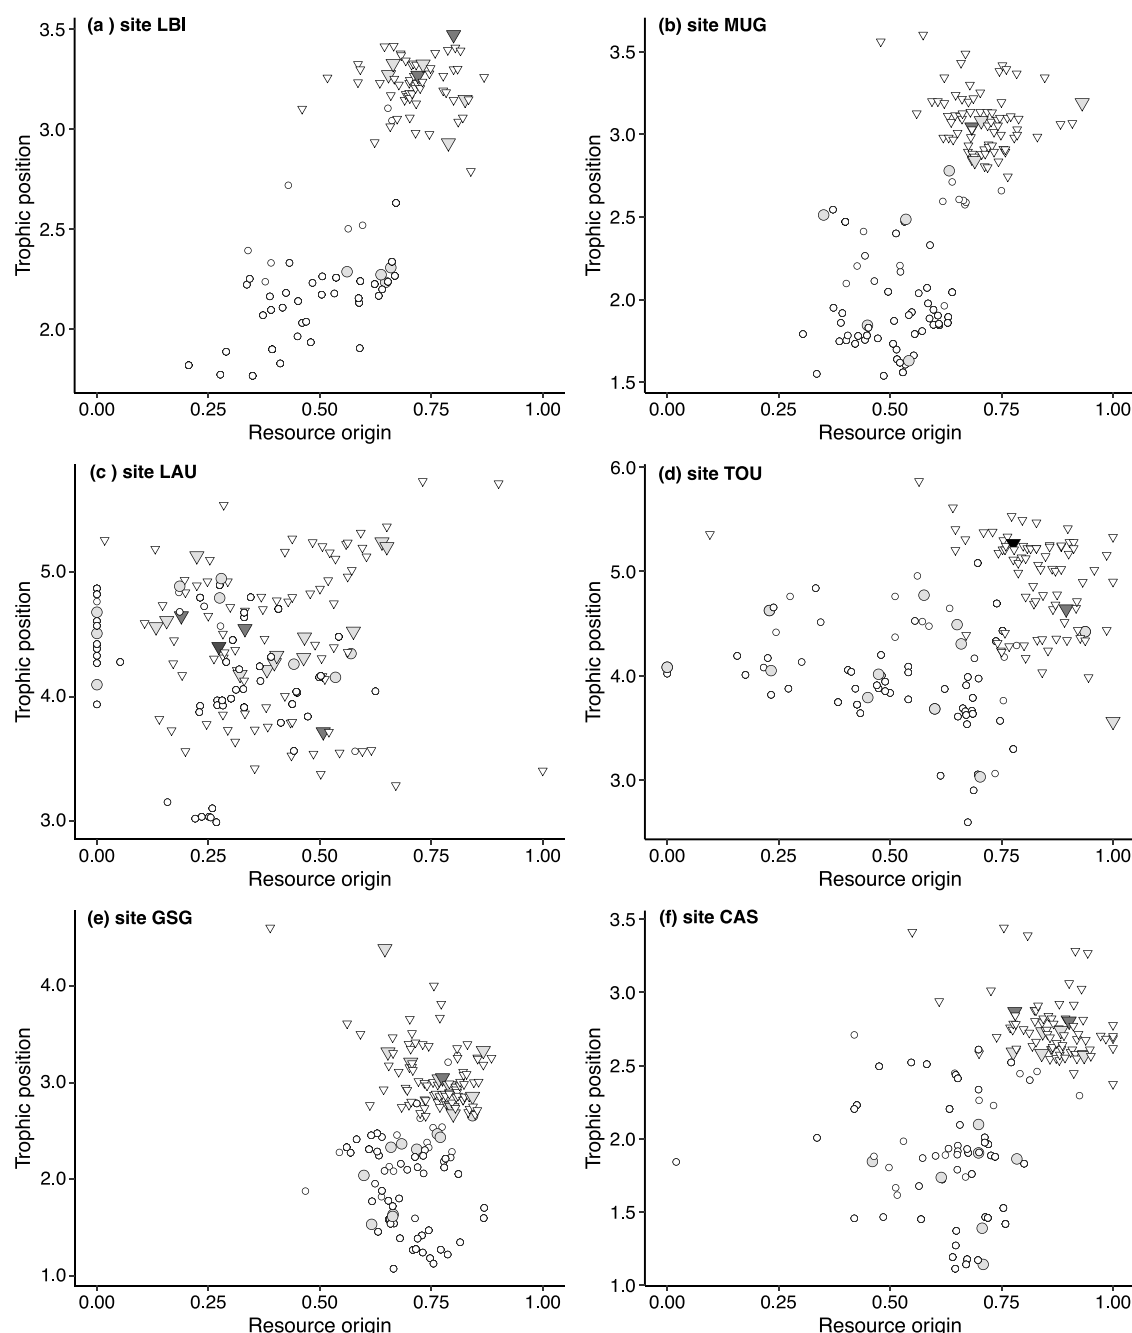 (a ) site LBI
3.5
3.0
2.5
2.0
Trophic position
0.00 0.25 0.50 0.75 1.00
Resource origin
(b) site MUG
3.5
3.0
2.5
2.0
1.5
Trophic position
0.00 0.25 0.50 0.75 1.00
Resource origin
(c ) site LAU
5.0
4.0
3.0
Trophic position
0.00 0.25 0.50 0.75 1.00
Resource origin
(d) site TOU
6.0
5.0
4.0
3.0
Trophic position
0.00 0.25 0.50 0.75 1.00
Resource origin
(e) site GSG
4.0
3.0
2.0
1.0
Trophic position
0.00 0.25 0.50 0.75 1.00
Resource origin
(f) site CAS
3.5
3.0
2.5
2.0
1.5
1.0
Trophic position
0.00 0.25 0.50 0.75 1.00
Resource origin